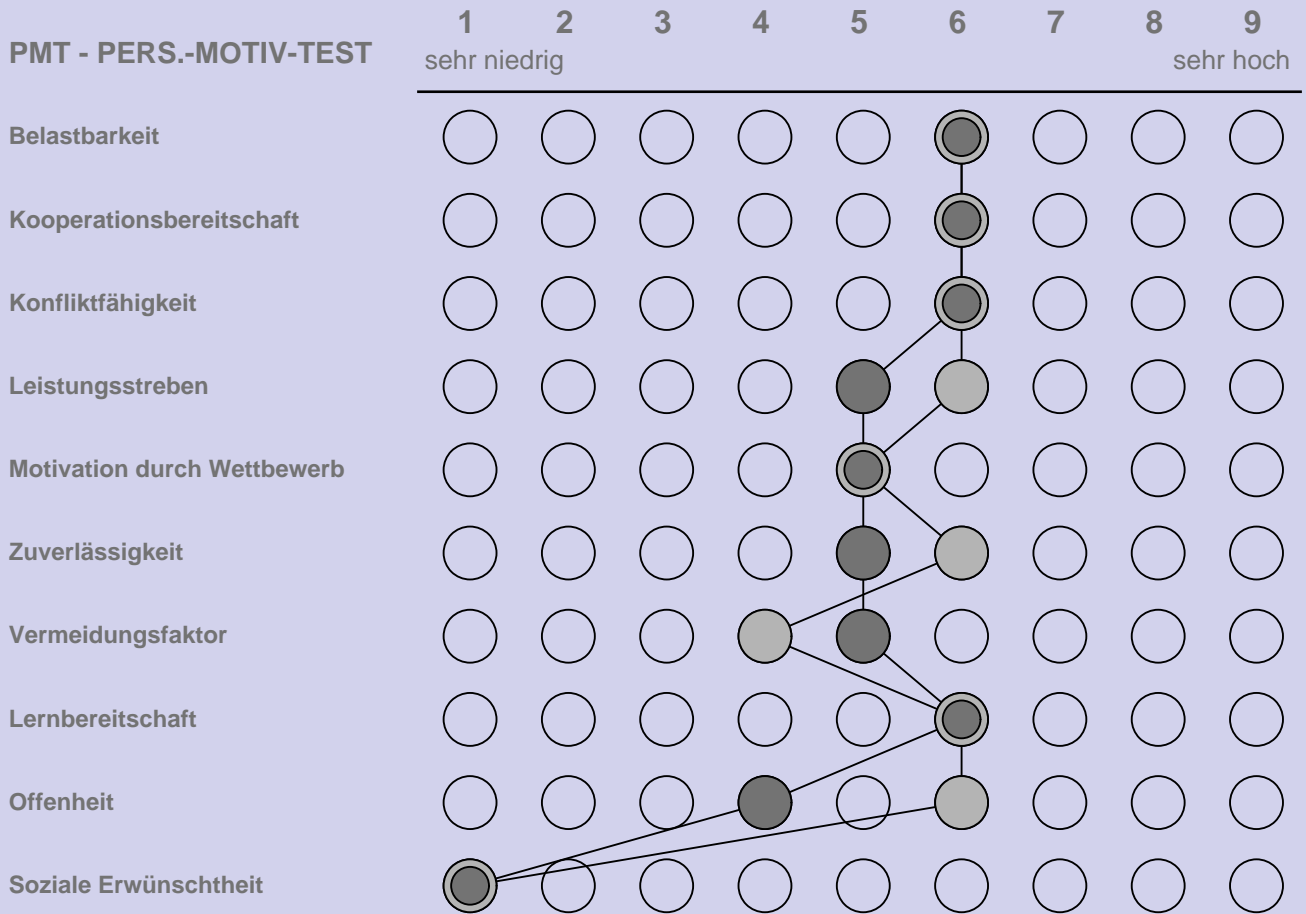 1 2 3 4 5 6 7 8 9
PMT - PERS.-MOTIV-TEST
sehr niedrig sehr hoch
Belastbarkeit
Kooperationsbereitschaft
Konfliktfähigkeit
Leistungsstreben
Motivation durch Wettbewerb
Zuverlässigkeit
Vermeidungsfaktor
Lernbereitschaft
Offenheit
Soziale Erwünschtheit